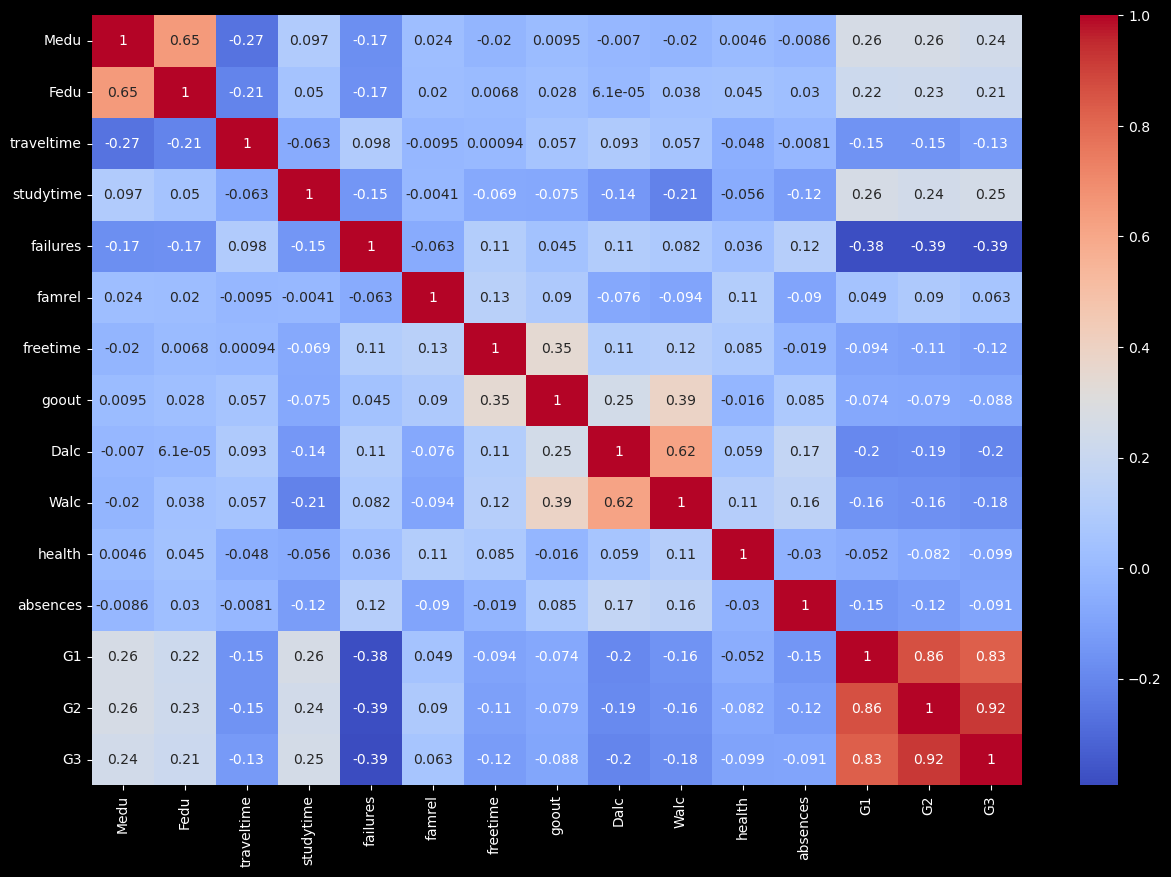 Medu 1 0.65 -0.27 0.097 -0.17 0.024 -0.02 0.0095 -0.007 -0.02 0.0046 -0.0086 0.26 0.26 0.24
Fedu 0.65 1 -0.21 0.05 -0.17 0.02 0.0068 0.028 6.1e-05 0.038 0.045 0.03 0.22 0.23 0.21
traveltime -0.27 -0.21 1 -0.063 0.098 -0.0095 0.00094 0.057 0.093 0.057 -0.048 -0.0081 -0.15 -0.15 -0.13
studytime 0.097 0.05 -0.063 1 -0.15 -0.0041 -0.069 -0.075 -0.14 -0.21 -0.056 -0.12 0.26 0.24 0.25
failures -0.17 -0.17 0.098 -0.15 1 -0.063 0.11 0.045 0.11 0.082 0.036 0.12 -0.38 -0.39 -0.39
famrel 0.024 0.02 -0.0095 -0.0041 -0.063 1 0.13 0.09 -0.076 -0.094 0.11 -0.09 0.049 0.09 0.063
freetime -0.02 0.0068 0.00094 -0.069 0.11 0.13 1 0.35 0.11 0.12 0.085 -0.019 -0.094 -0.11 -0.12
goout 0.0095 0.028 0.057 -0.075 0.045 0.09 0.35 1 0.25 0.39 -0.016 0.085 -0.074 -0.079 -0.088
Dalc -0.007 6.1e-05 0.093 -0.14 0.11 -0.076 0.11 0.25 1 0.62 0.059 0.17 -0.2 -0.19 -0.2
Walc -0.02 0.038 0.057 -0.21 0.082 -0.094 0.12 0.39 0.62 1 0.11 0.16 -0.16 -0.16 -0.18
health 0.0046 0.045 -0.048 -0.056 0.036 0.11 0.085 -0.016 0.059 0.11 1 -0.03 -0.052 -0.082 -0.099
absences -0.0086 0.03 -0.0081 -0.12 0.12 -0.09 -0.019 0.085 0.17 0.16 -0.03 1 -0.15 -0.12 -0.091
G1 0.26 0.22 -0.15 0.26 -0.38 0.049 -0.094 -0.074 -0.2 -0.16 -0.052 -0.15 1 0.86 0.83
G2 0.26 0.23 -0.15 0.24 -0.39 0.09 -0.11 -0.079 -0.19 -0.16 -0.082 -0.12 0.86 1 0.92
G3 0.24 0.21 -0.13 0.25 -0.39 0.063 -0.12 -0.088 -0.2 -0.18 -0.099 -0.091 0.83 0.92 1
Medu Fedu traveltime studytime failures famrel freetime goout Dalc Walc health absences G1 G2 G3
1.0
0.8
0.6
0.4
0.2
0.0
−0.2